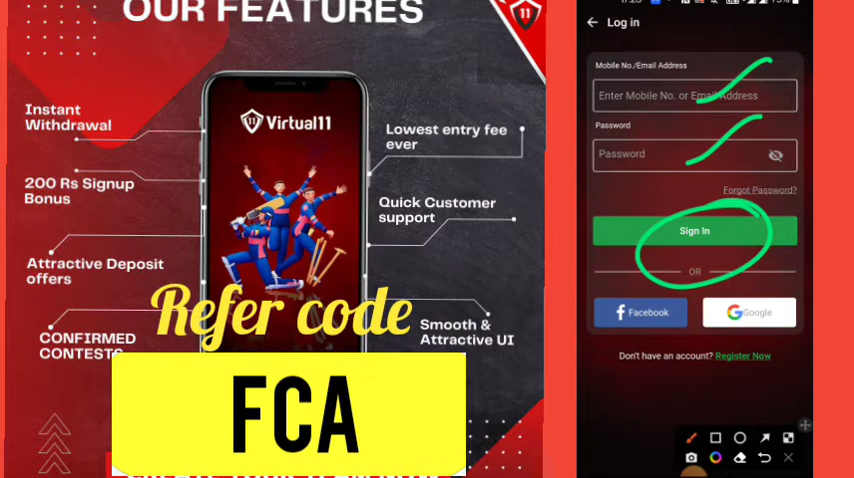 OUR FEATURES
11
Instant
Withdrawal
200 Rs Signup
Bonus
Attractive Deposit
offers
CONFIRMED
CONTESTS
11 Virtual11
Lowest entry fee
ever
Quick Customer
support
Smooth &
Attractive UI
Refer code
FCA
Log in
Mobile No./Email Address
Enter Mobile No. or Email Address
Password
Password
Forgot Password?
Sign In
OR
Facebook
Google
Don't have an account? Register Now